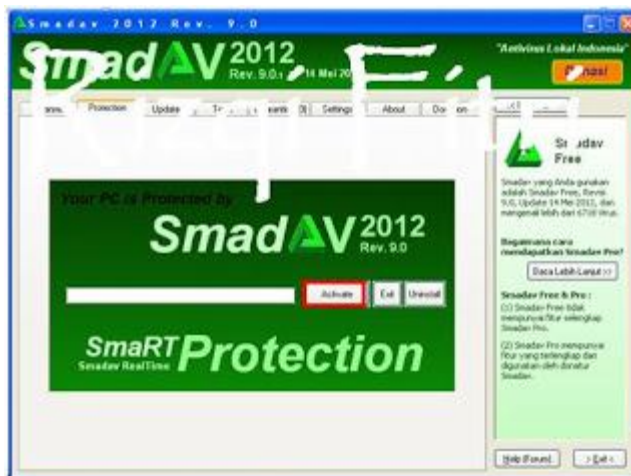 Smadav 2012 Rev. 9.0
SmadAV 2012
Rev. 9.0
"Antivirus Lokal Indonesia"
Donasi
Rizqi Fitri
Protection
Update
Settings
About
Smadav
Free
Smadav yang Anda gunakan
adalah Smadav Free, Revisi
9.0, Update 14 Mei 2012, dan
mengenal lebih dari 6710 virus.
Bagaimana cara
mendapatkan Smadav Pro?
Baca Lebih Lanjut >>
Smadav Free & Pro :
(1) Smadav Free tidak
mempunyai fitur selengkap
Smadav Pro.
(2) Smadav Pro mempunyai
fitur yang terlengkap dan
digunakan oleh donatur
Smadav.
Your PC is Protected by
SmadAV 2012
Rev. 9.0
Activate Exit Uninstall
SmaRT Protection
Smadav RealTime
Help (Forum) > Exit <